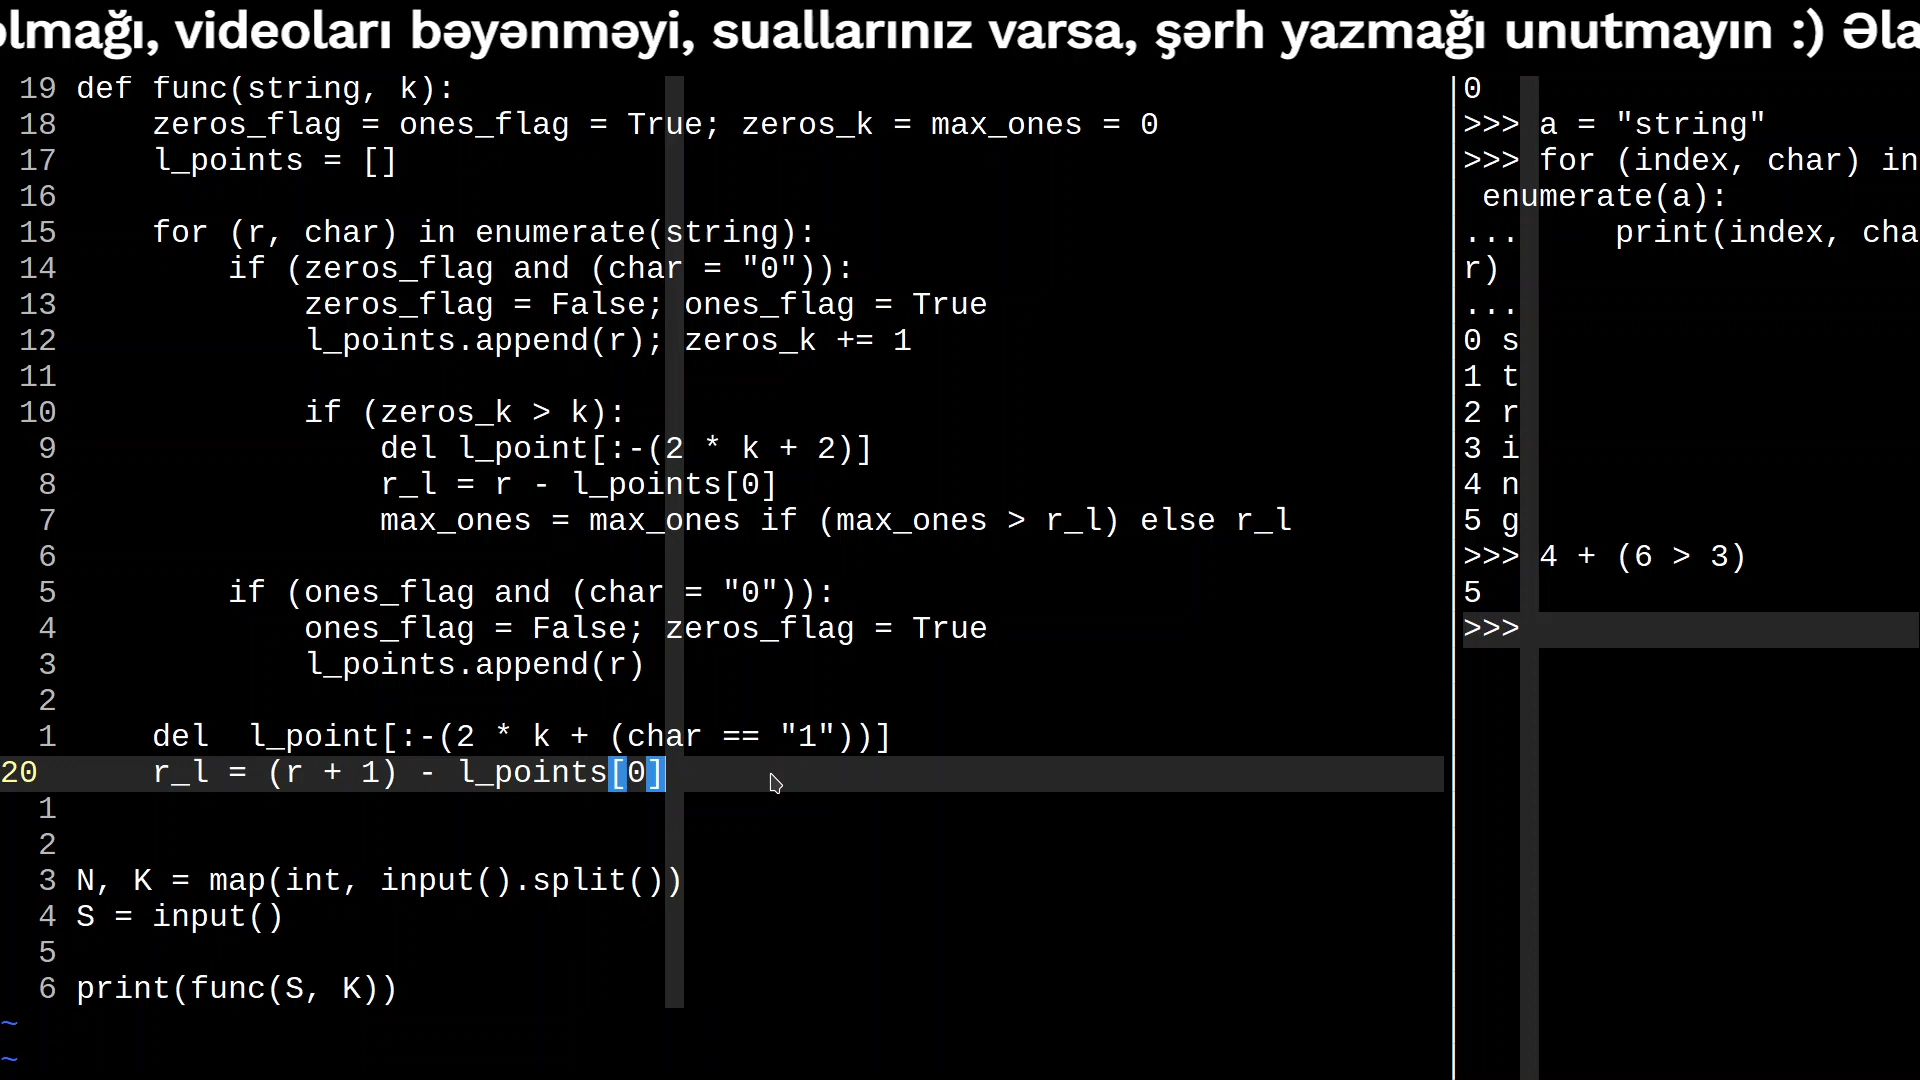 olmağı, videoları bəyənməyi, suallarınız varsa, şərh yazmağı unutmayın :) Əla
19 def func(string, k):
18     zeros_flag = ones_flag = True; zeros_k = max_ones = 0
17     l_points = []
16
15     for (r, char) in enumerate(string):
14         if (zeros_flag and (char = "0")):
13             zeros_flag = False; ones_flag = True
12             l_points.append(r); zeros_k += 1
11
10             if (zeros_k > k):
9                 del l_point[:-(2 * k + 2)]
8                 r_l = r - l_points[0]
7                 max_ones = max_ones if (max_ones > r_l) else r_l
6
5         if (ones_flag and (char = "0")):
4             ones_flag = False; zeros_flag = True
3             l_points.append(r)
2
1     del  l_point[:-(2 * k + (char == "1"))]
20     r_l = (r + 1) - l_points[0]
1
2
3 N, K = map(int, input().split())
4 S = input()
5
6 print(func(S, K))
~
~
0
>>> a = "string"
>>> for (index, char) in
 enumerate(a):
...     print(index, cha
r)
...
0 s
1 t
2 r
3 i
4 n
5 g
>>> 4 + (6 > 3)
5
>>>